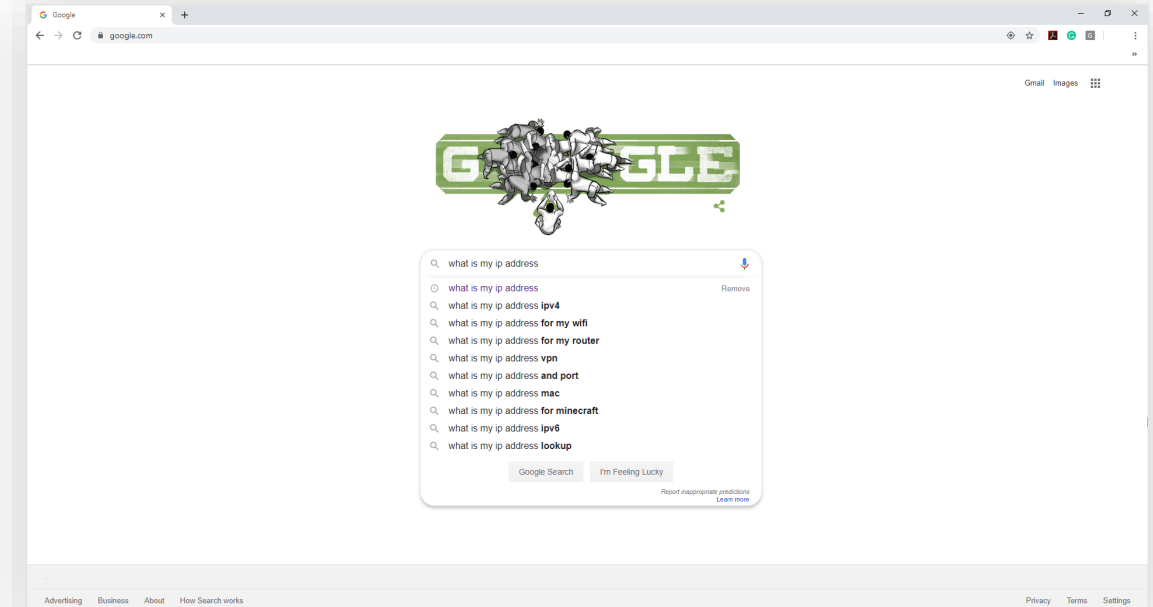 Google
google.com
Gmail Images
G GLE
what is my ip address
what is my ip address Remove
what is my ip address ipv4
what is my ip address for my wifi
what is my ip address for my router
what is my ip address vpn
what is my ip address and port
what is my ip address mac
what is my ip address for minecraft
what is my ip address ipv6
what is my ip address lookup
Google Search I'm Feeling Lucky
Report inappropriate predictions
Learn more
Advertising Business About How Search works Privacy Terms Settings